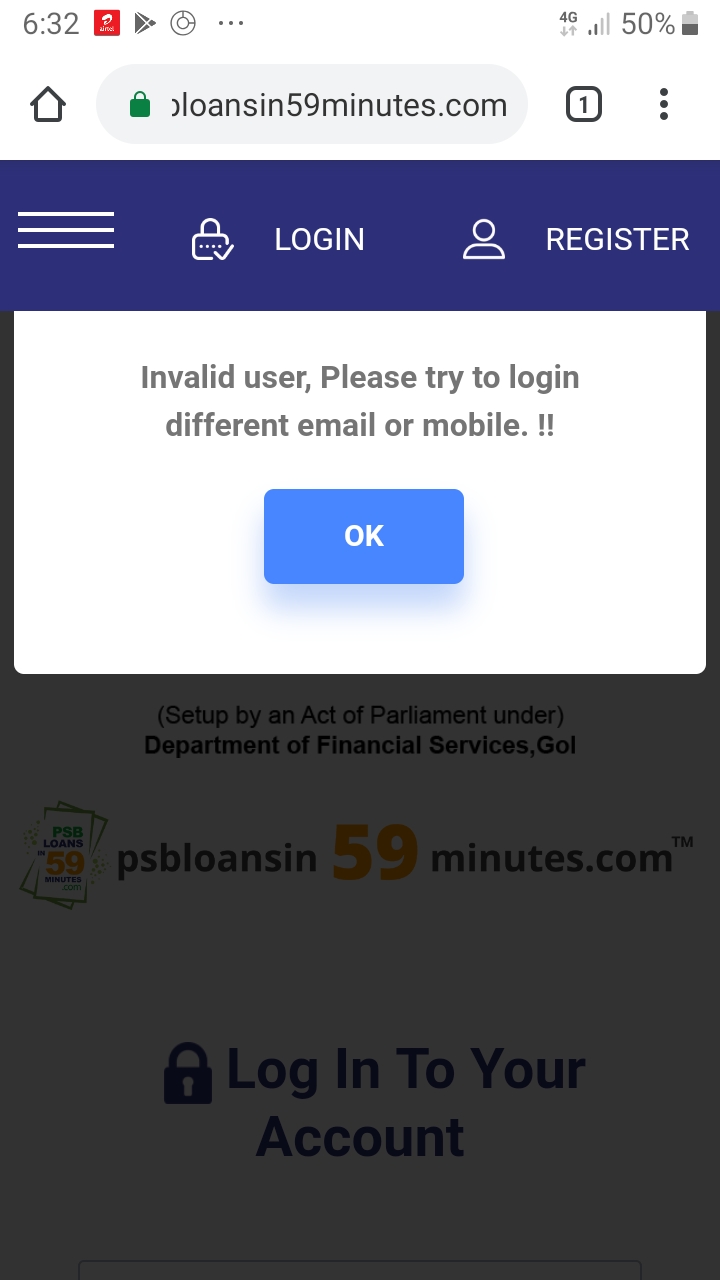 6:32 airtel 4G 50%
loansin59minutes.com 1
LOGIN REGISTER
Invalid user, Please try to login
different email or mobile. !!
OK
(Setup by an Act of Parliament under)
Department of Financial Services,GoI
PSB
LOANS
IN 59
MINUTES
.com
psbloansin 59 minutes.com™
Log In To Your
Account